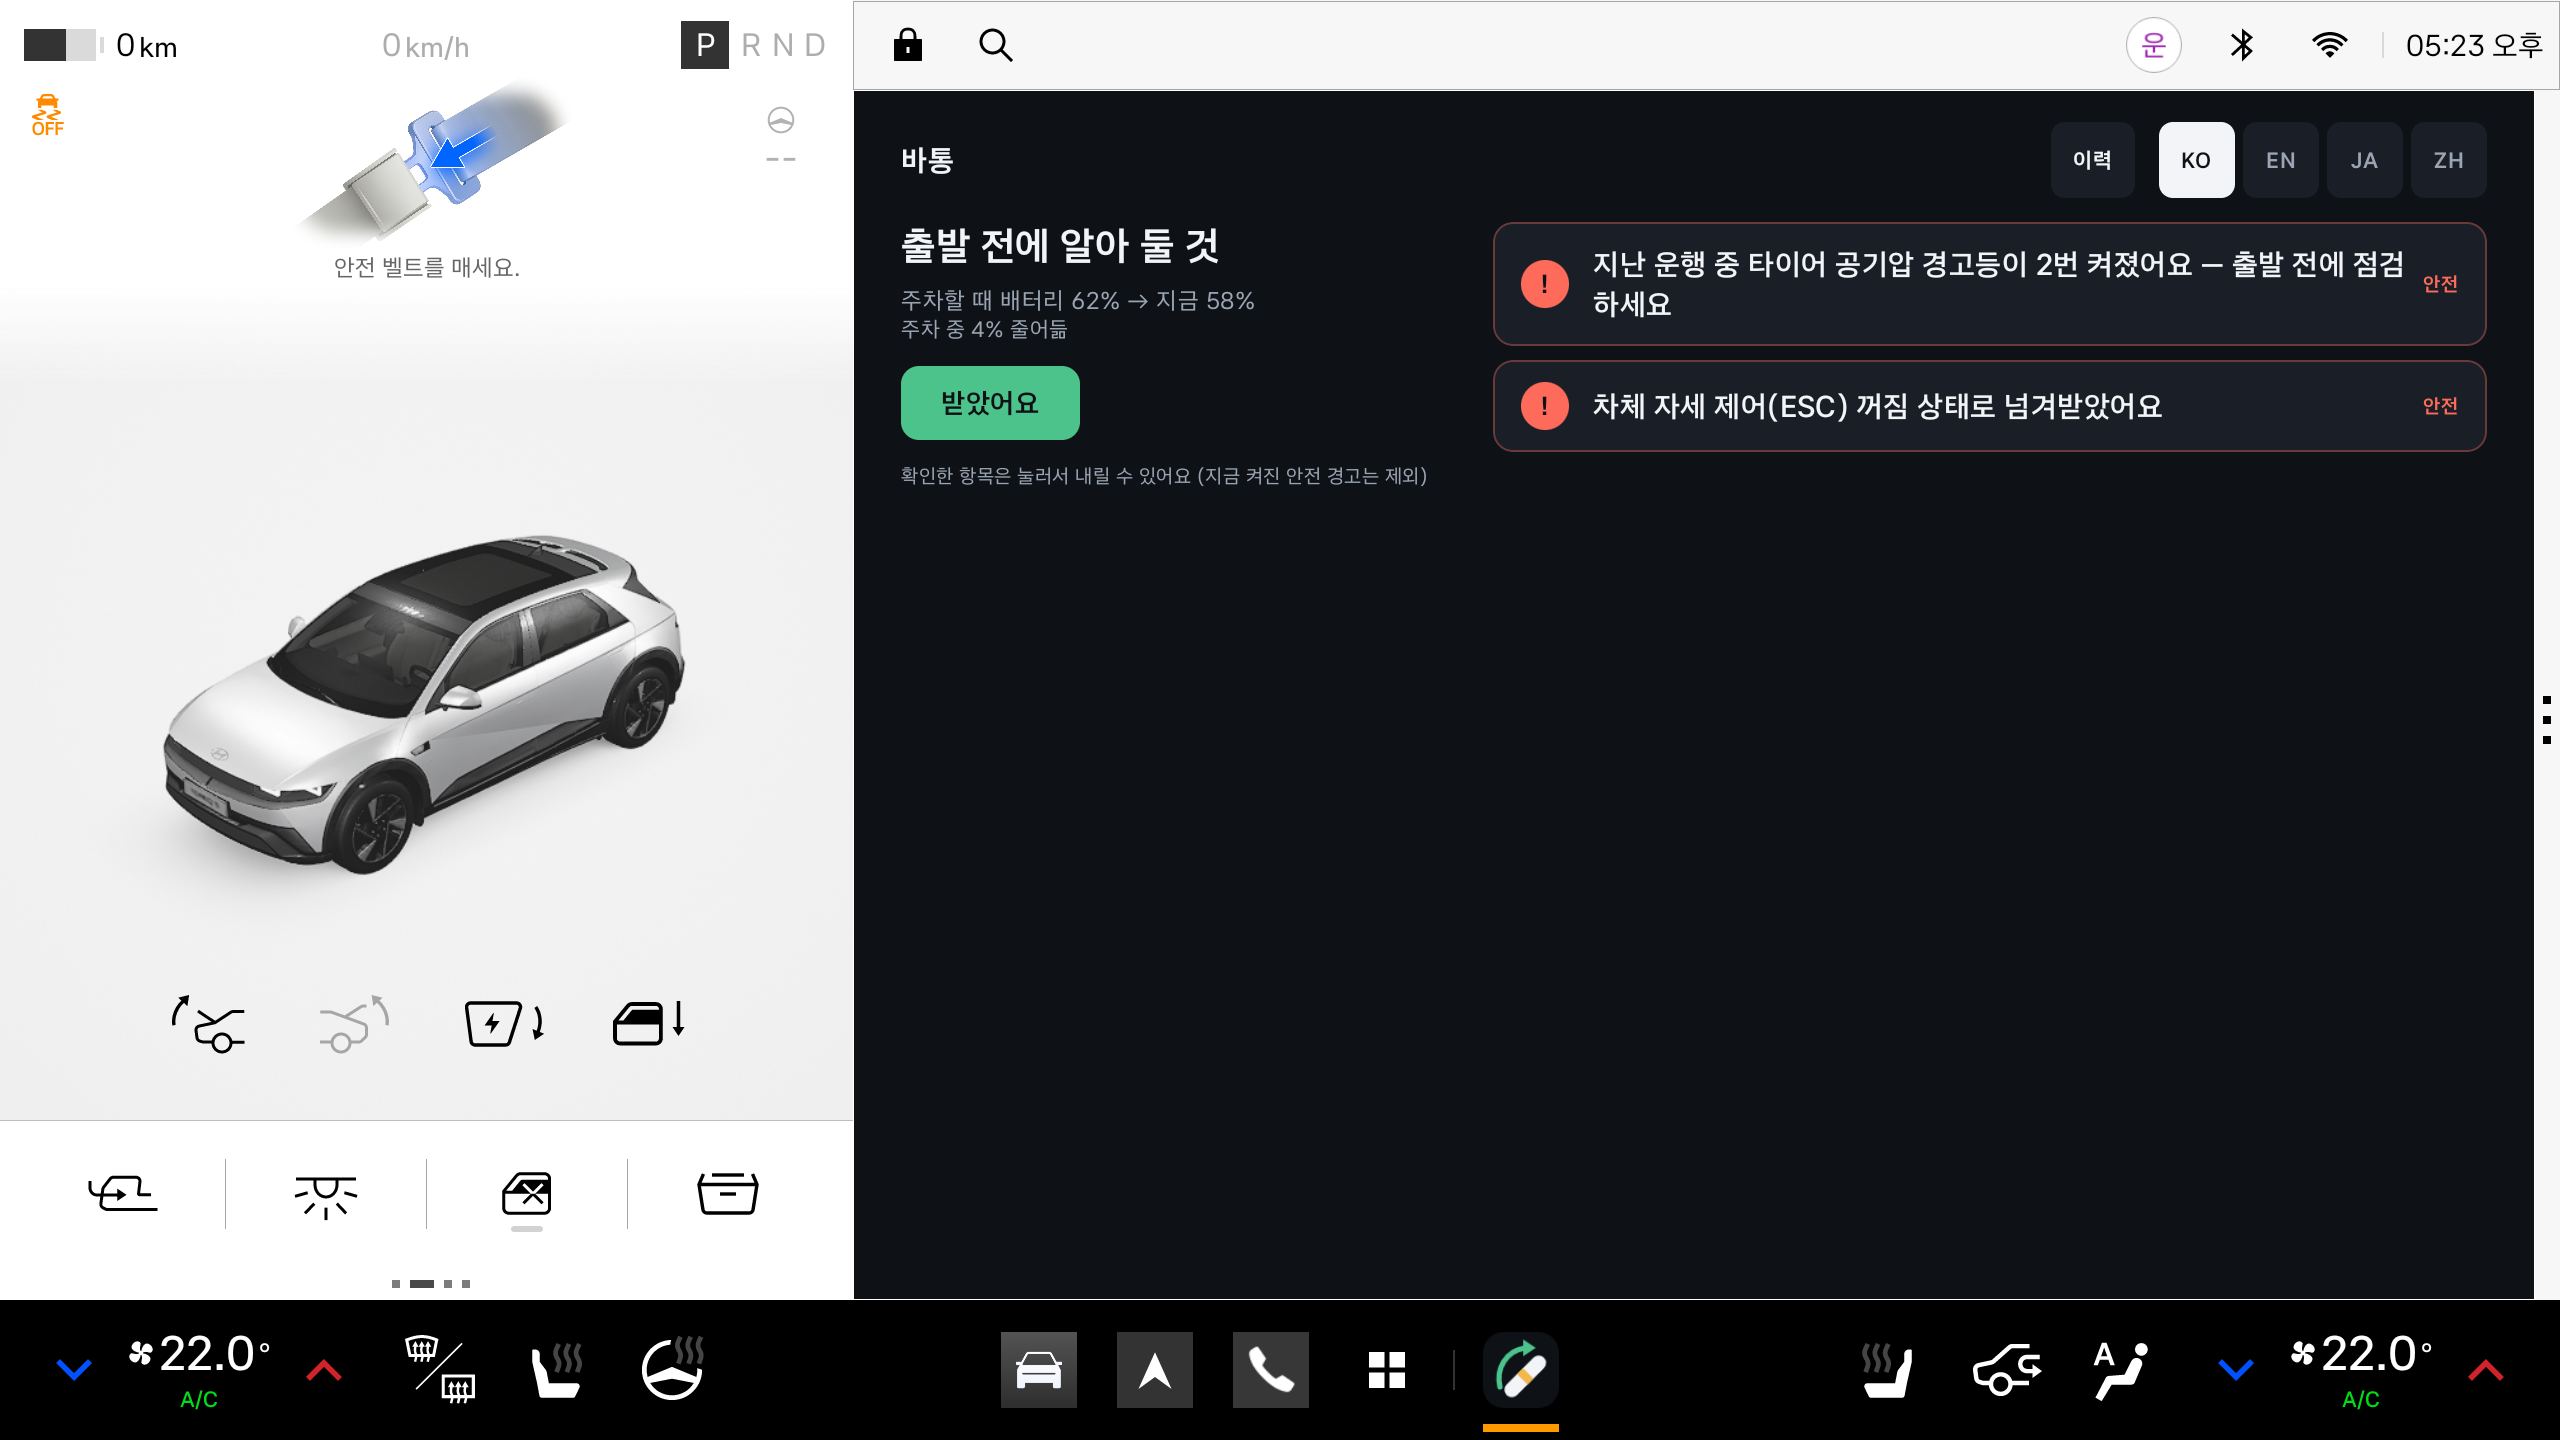 0 km
0 km/h
P R N D
OFF
--
안전 벨트를 매세요.
운
05:23 오후
바통
이력
KO
EN
JA
ZH
출발 전에 알아 둘 것
주차할 때 배터리 62% → 지금 58%
주차 중 4% 줄어듦
받았어요
확인한 항목은 눌러서 내릴 수 있어요 (지금 켜진 안전 경고는 제외)
! 지난 운행 중 타이어 공기압 경고등이 2번 켜졌어요 — 출발 전에 점검
하세요
안전
! 차체 자세 제어(ESC) 꺼짐 상태로 넘겨받았어요
안전
22.0°
A/C
A
22.0°
A/C